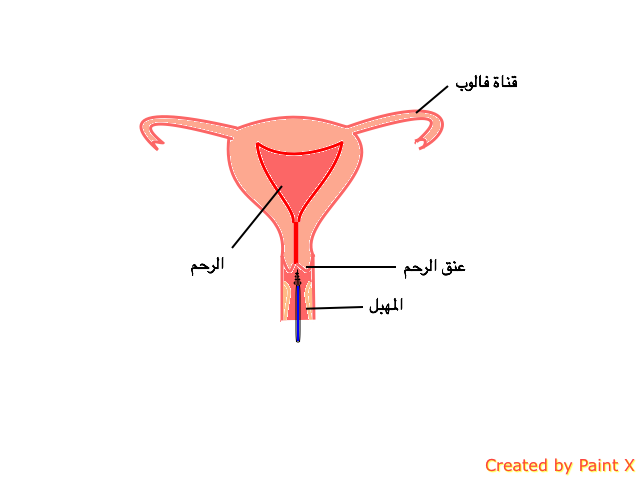 قناة فالوب
الرحم
عنق الرحم
المهبل
Created by Paint X